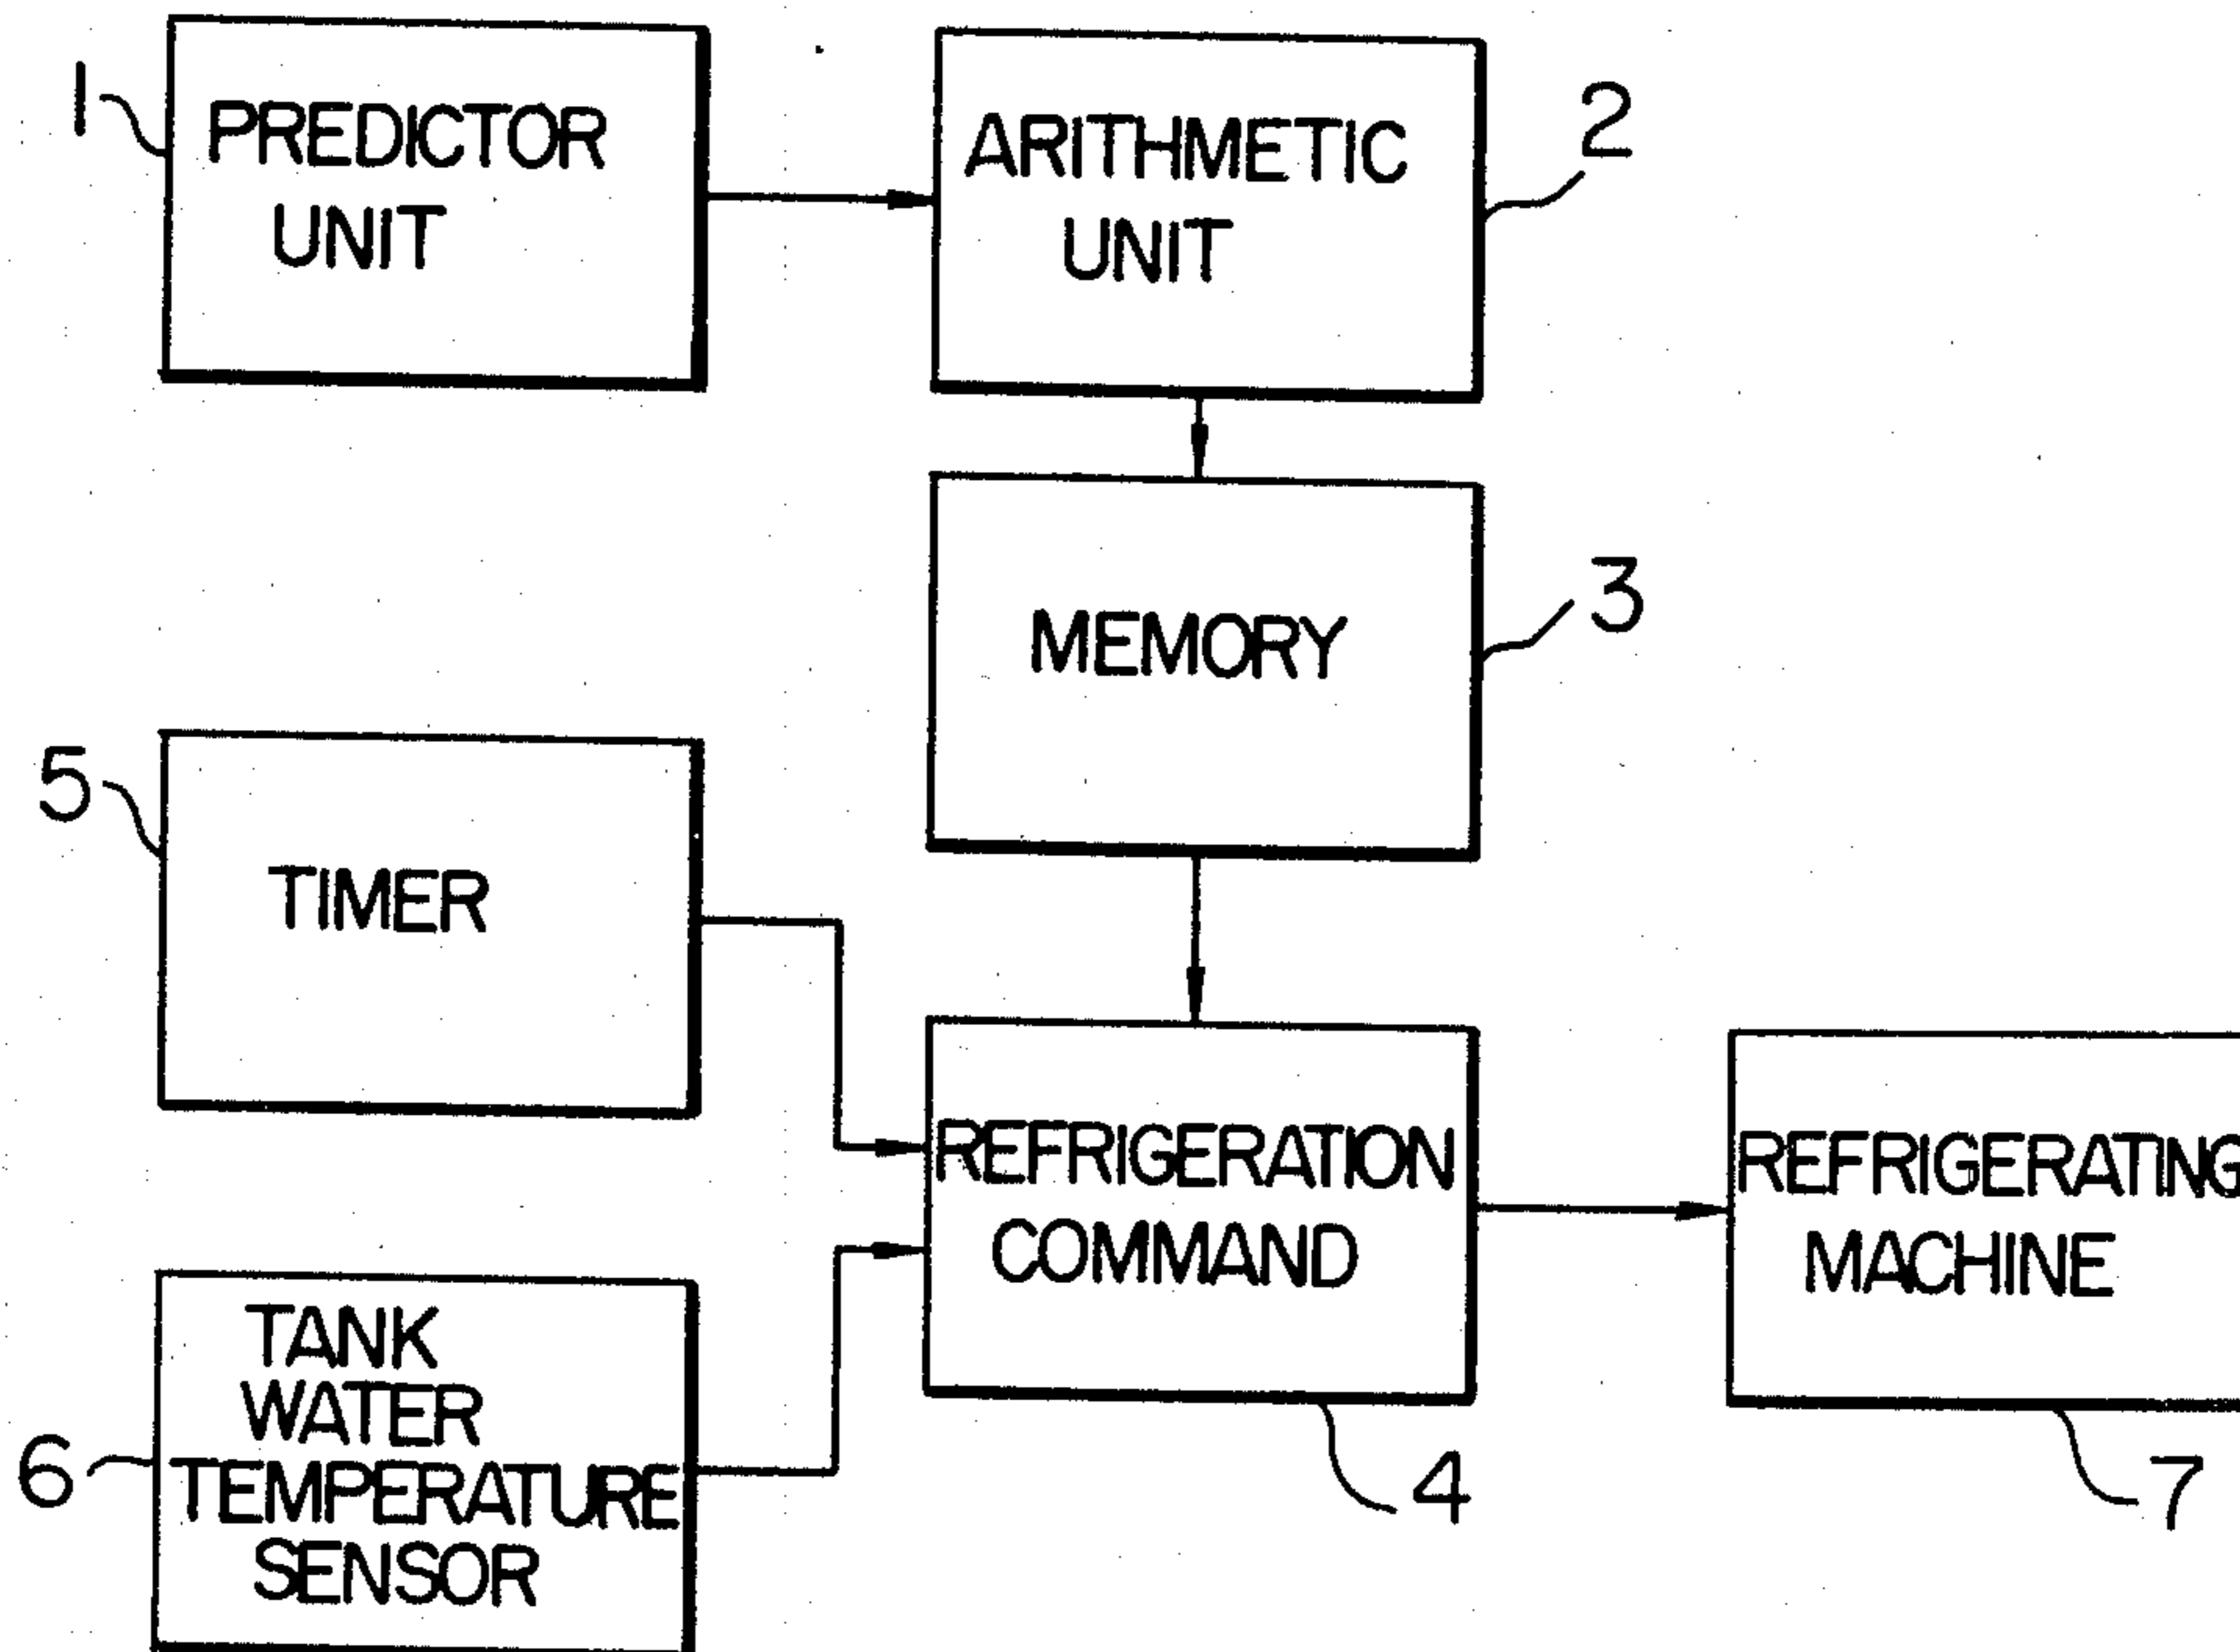 1
PREDICTOR
UNIT
ARITHMETIC
UNIT
2
MEMORY
3
5
TIMER
REFRIGERATION
COMMAND
4
REFRIGERATING
MACHINE
7
6
TANK
WATER
TEMPERATURE
SENSOR